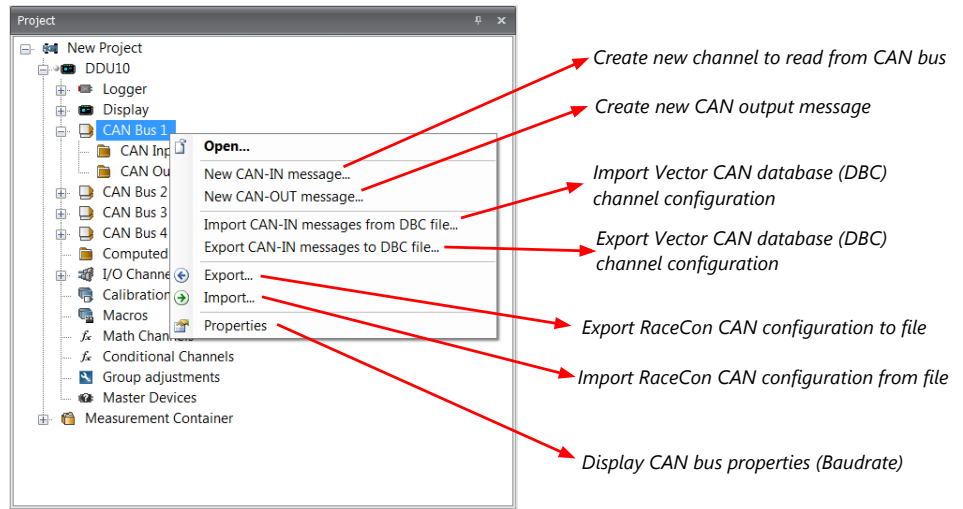 Project
New Project
DDU10
Logger
Display
CAN Bus 1
CAN Inp
CAN Ou
CAN Bus 2
CAN Bus 3
CAN Bus 4
Computed
I/O Channe
Calibration
Macros
fx Math Channels
fx Conditional Channels
Group adjustments
Master Devices
Measurement Container
Open...
New CAN-IN message...
New CAN-OUT message...
Import CAN-IN messages from DBC file...
Export CAN-IN messages to DBC file...
Export...
Import...
Properties
Create new channel to read from CAN bus
Create new CAN output message
Import Vector CAN database (DBC)
channel configuration
Export Vector CAN database (DBC)
channel configuration
Export RaceCon CAN configuration to file
Import RaceCon CAN configuration from file
Display CAN bus properties (Baudrate)